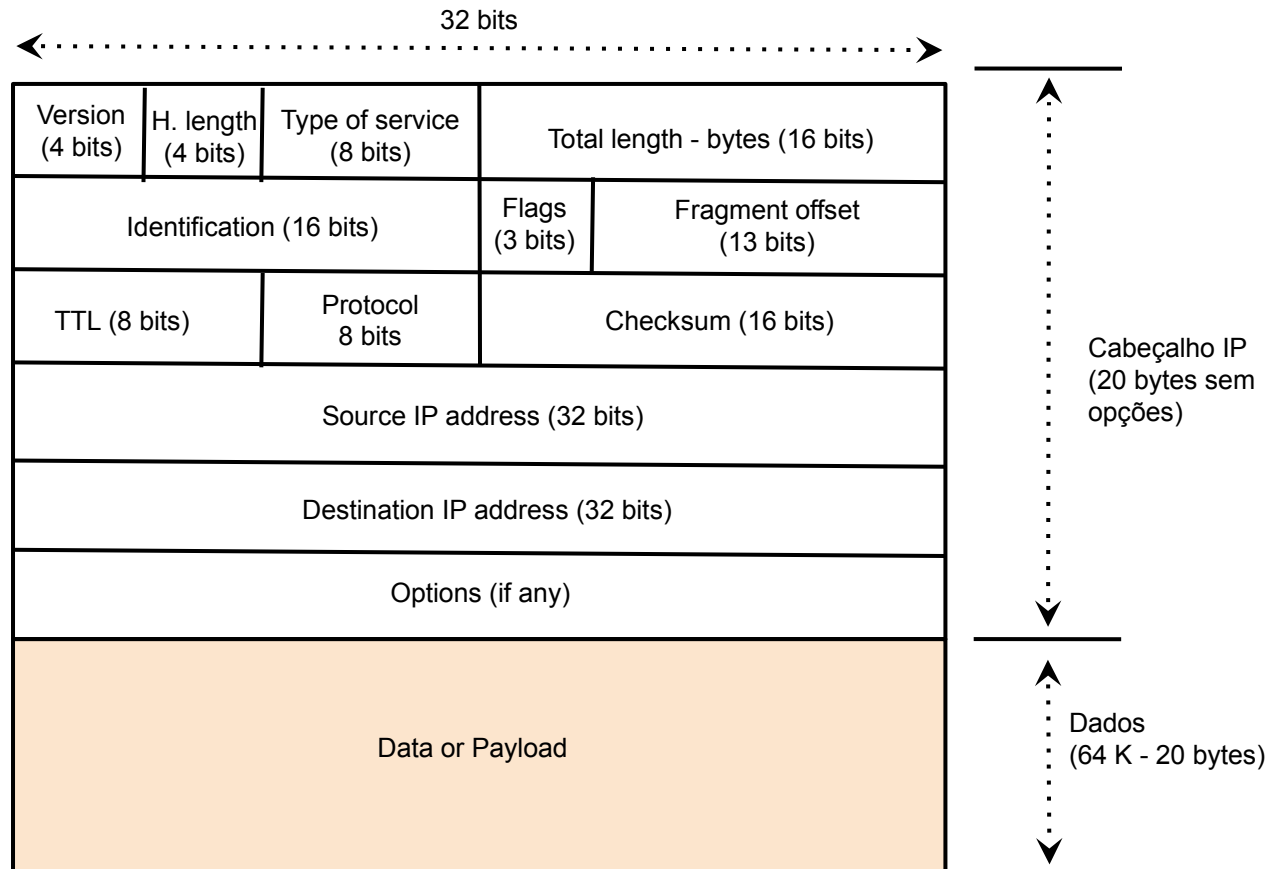 32 bits
Version
(4 bits)
H. length
(4 bits)
Type of service
(8 bits)
Total length - bytes (16 bits)
Identification (16 bits)
Flags
(3 bits)
Fragment offset
(13 bits)
TTL (8 bits)
Protocol
8 bits
Checksum (16 bits)
Source IP address (32 bits)
Destination IP address (32 bits)
Options (if any)
Cabeçalho IP
(20 bytes sem
opções)
Data or Payload
Dados
(64 K - 20 bytes)